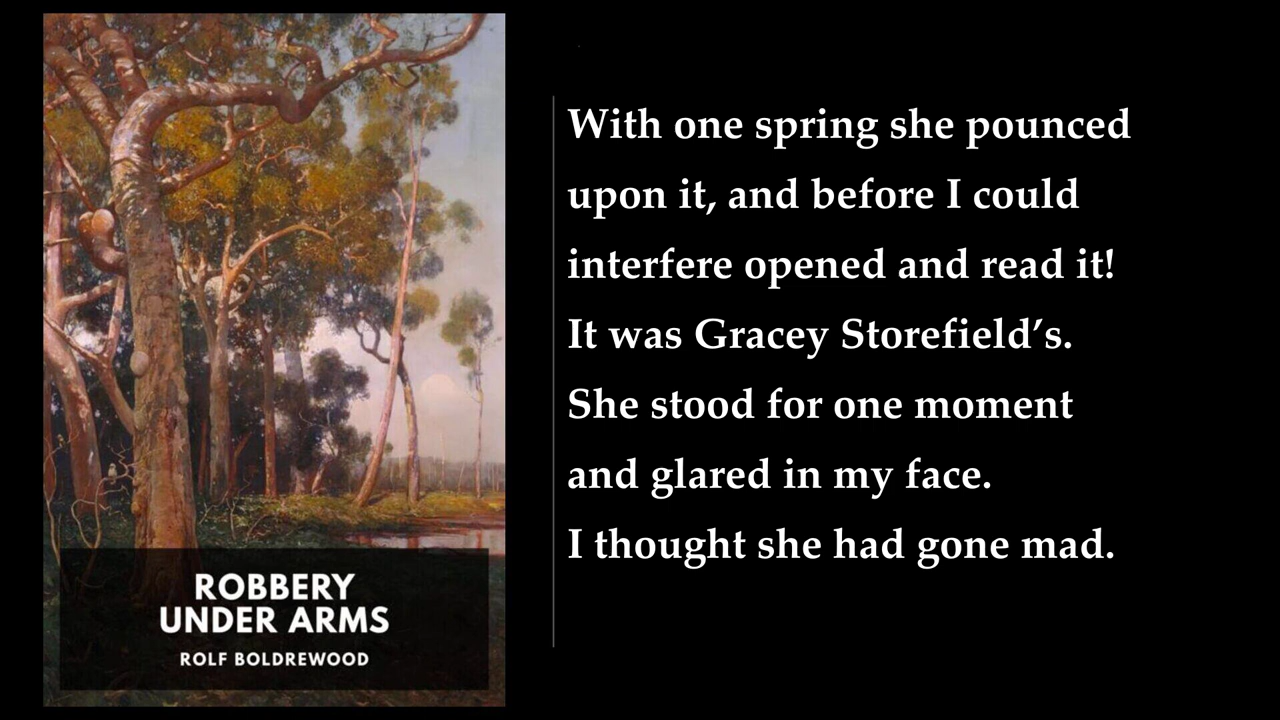 With one spring she pounced
upon it, and before I could
interfere opened and read it!
It was Gracey Storefield’s.
She stood for one moment
and glared in my face.
I thought she had gone mad.
ROBBERY
UNDER ARMS
ROLF BOLDREWOOD